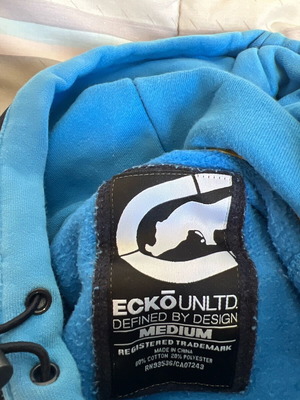 ECKŌ UNLTD.
DEFINED BY DESIGN
MEDIUM
REGISTERED TRADEMARK
MADE IN CHINA
80% COTTON 20% POLYESTER
RN93536/CA07243